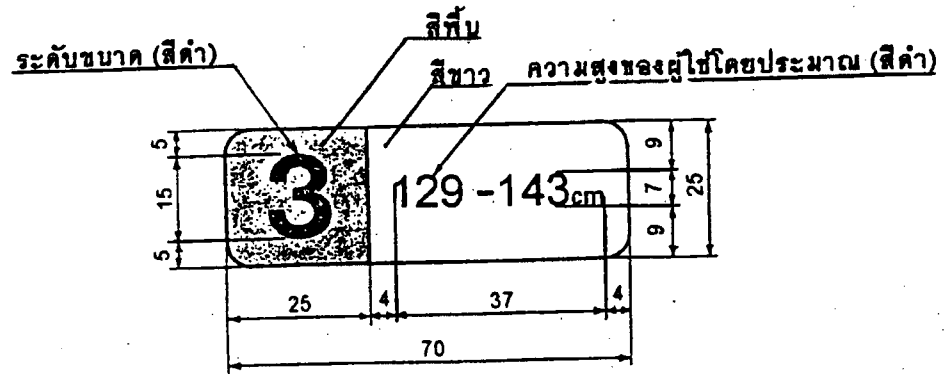 สีพื้น
ระดับขนาด (สีดำ)
สีขาว
ความสูงของผู้ใช้โดยประมาณ (สีดำ)
5
15
5
3
129 -143cm
9
7
9
25
25
4
37
4
70